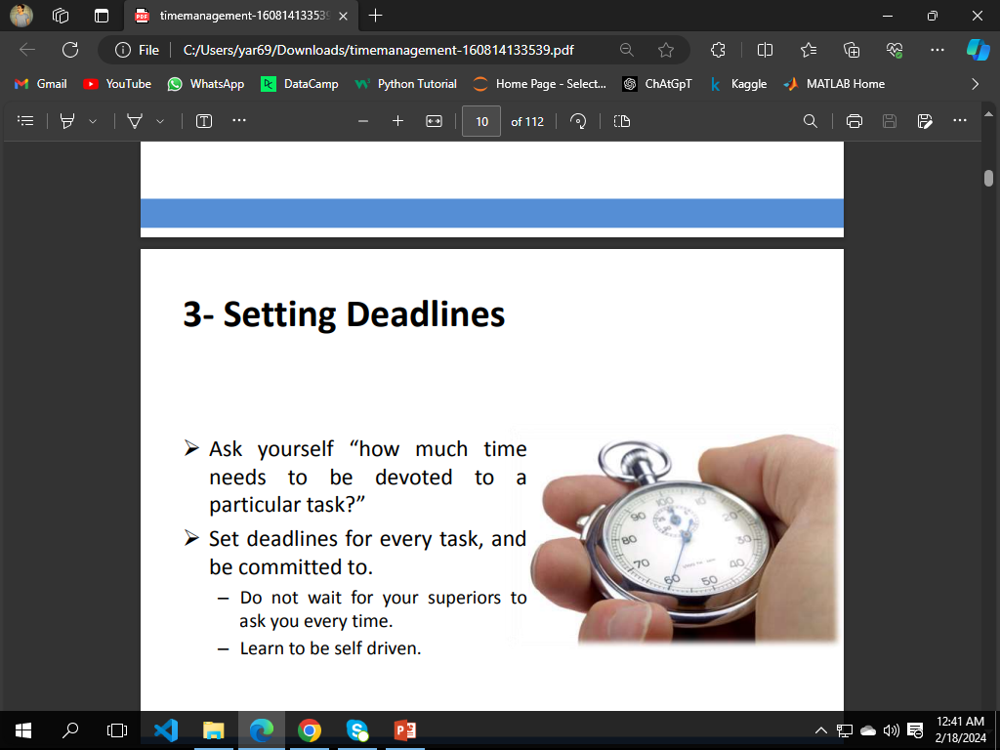 timemanagement-16081413353
File
C:/Users/yar69/Downloads/timemanagement-160814133539.pdf
Gmail
YouTube
WhatsApp
DataCamp
Python Tutorial
Home Page - Select...
ChAtGpT
Kaggle
MATLAB Home
10
of 112
3- Setting Deadlines
➢ Ask yourself “how much time
needs to be devoted to a
particular task?”
➢ Set deadlines for every task, and
be committed to.
– Do not wait for your superiors to
ask you every time.
– Learn to be self driven.
100
10
20
30
40
50
60
70
80
90
12:41 AM
2/18/2024